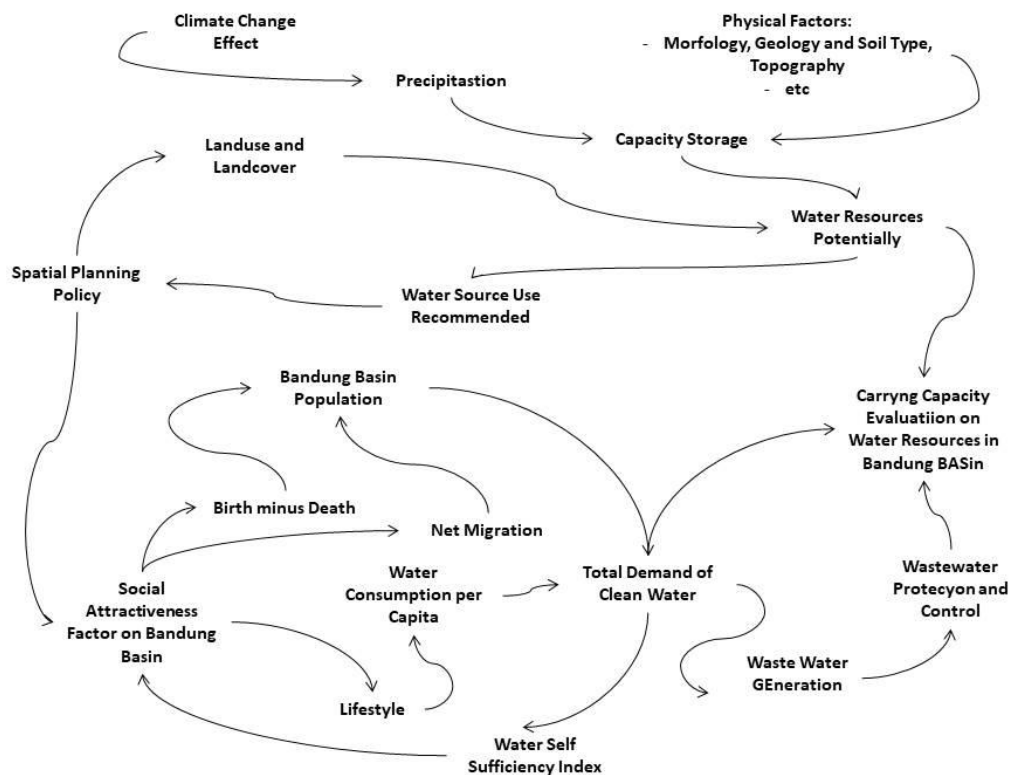 Climate Change
Effect
Physical Factors:
- Morfology, Geology and Soil Type,
Topography
- etc
Precipitastion
Capacity Storage
Landuse and
Landcover
Water Resources
Potentially
Spatial Planning
Policy
Water Source Use
Recommended
Bandung Basin
Population
Carryng Capacity
Evaluatiion on
Water Resources in
Bandung BASin
Birth minus Death
Net Migration
Water
Consumption per
Capita
Total Demand of
Clean Water
Wastewater
Protecyon and
Control
Social
Attractiveness
Factor on Bandung
Basin
Waste Water
GEneration
Lifestyle
Water Self
Sufficiency Index